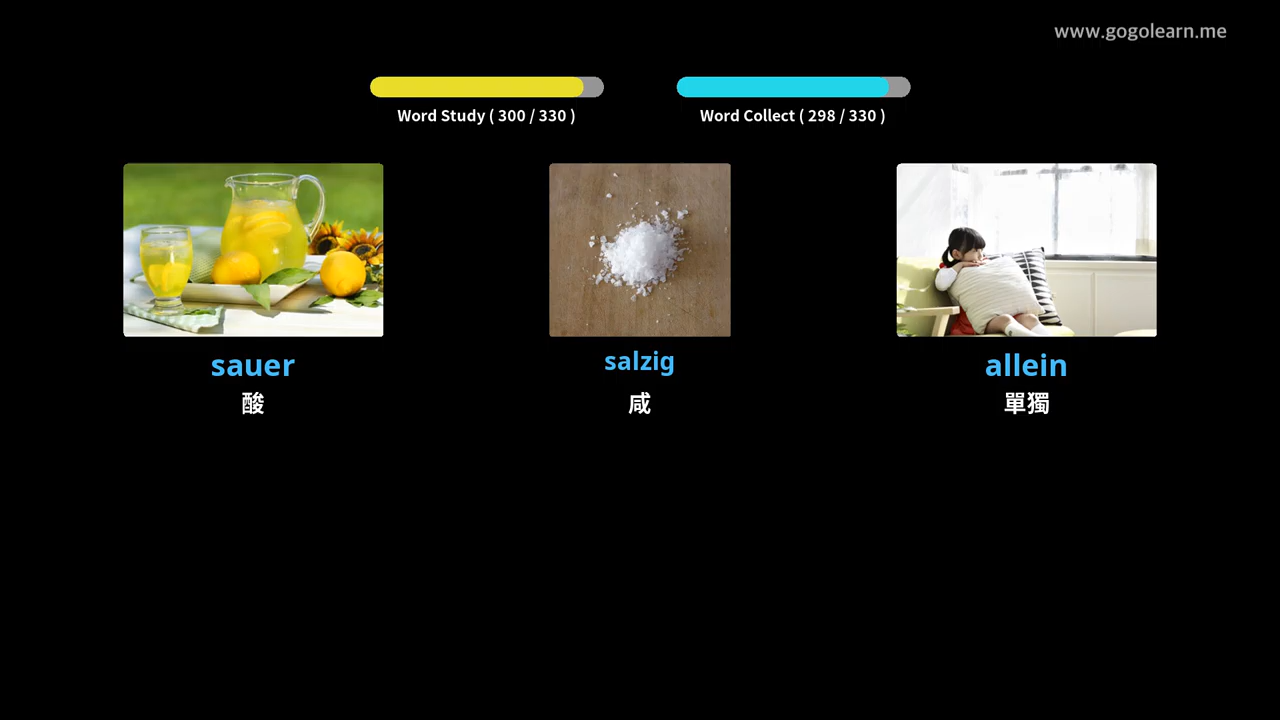 www.gogolearn.me
Word Study ( 300 / 330 )
Word Collect ( 298 / 330 )
sauer
酸
salzig
咸
allein
單獨